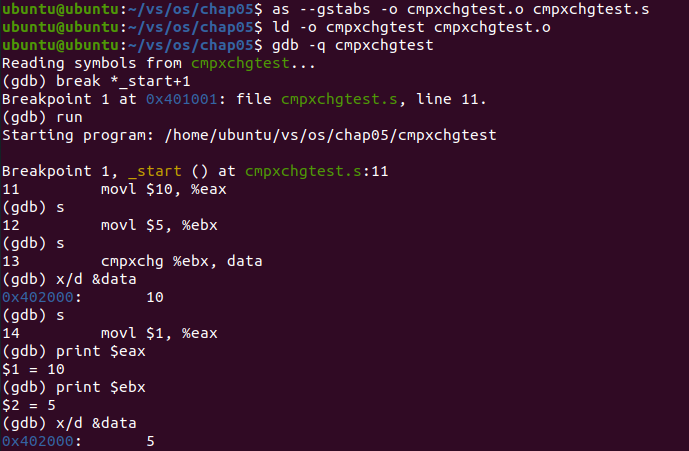 ubuntu@ubuntu:~/vs/os/chap05$ as --gstabs -o cmpxchgtest.o cmpxchgtest.s
ubuntu@ubuntu:~/vs/os/chap05$ ld -o cmpxchgtest cmpxchgtest.o
ubuntu@ubuntu:~/vs/os/chap05$ gdb -q cmpxchgtest
Reading symbols from cmpxchgtest...
(gdb) break *_start+1
Breakpoint 1 at 0x401001: file cmpxchgtest.s, line 11.
(gdb) run
Starting program: /home/ubuntu/vs/os/chap05/cmpxchgtest

Breakpoint 1, _start () at cmpxchgtest.s:11
11         movl $10, %eax
(gdb) s
12         movl $5, %ebx
(gdb) s
13         cmpxchg %ebx, data
(gdb) x/d &data
0x402000:       10
(gdb) s
14         movl $1, %eax
(gdb) print $eax
$1 = 10
(gdb) print $ebx
$2 = 5
(gdb) x/d &data
0x402000:       5